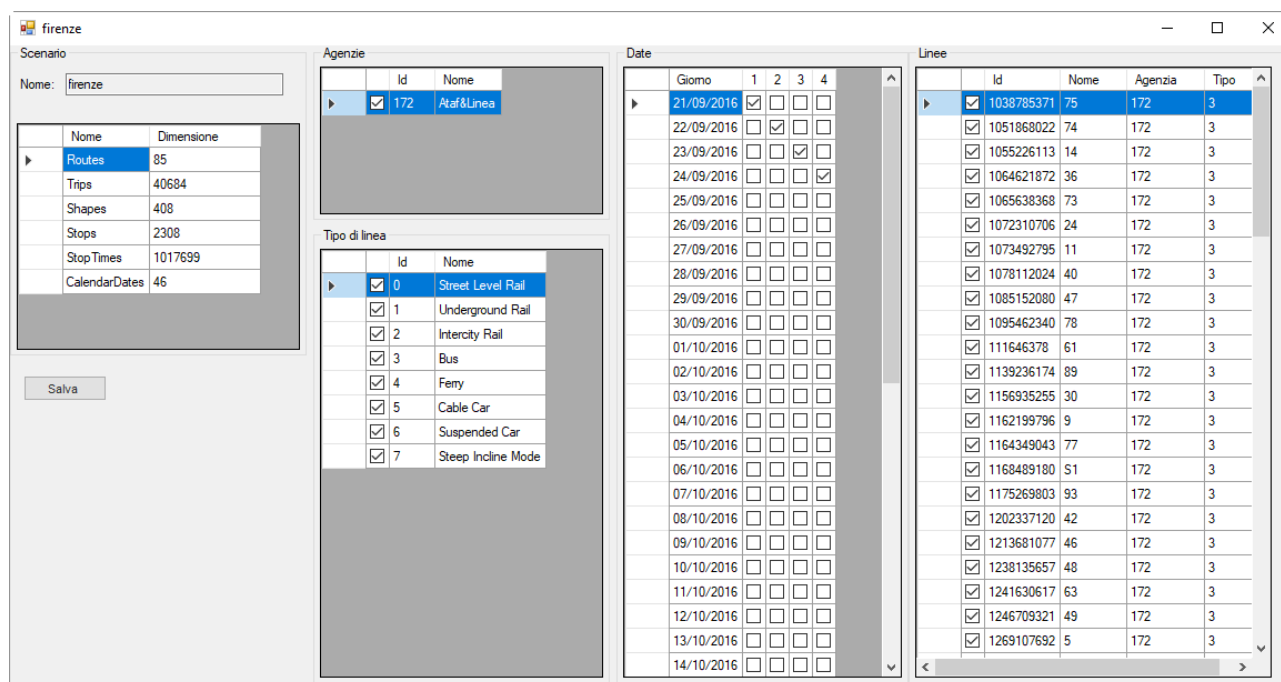 firenze
Scenario
Nome: firenze
Nome Dimensione
Routes 85
Trips 40684
Shapes 408
Stops 2308
StopTimes 1017699
CalendarDates 46
Salva
Agenzie
Id Nome
172 Ataf&Linea
Tipo di linea
Id Nome
0 Street Level Rail
1 Underground Rail
2 Intercity Rail
3 Bus
4 Ferry
5 Cable Car
6 Suspended Car
7 Steep Incline Mode
Date
Giorno 1 2 3 4
21/09/2016
22/09/2016
23/09/2016
24/09/2016
25/09/2016
26/09/2016
27/09/2016
28/09/2016
29/09/2016
30/09/2016
01/10/2016
02/10/2016
03/10/2016
04/10/2016
05/10/2016
06/10/2016
07/10/2016
08/10/2016
09/10/2016
10/10/2016
11/10/2016
12/10/2016
13/10/2016
14/10/2016
Linee
Id Nome Agenzia Tipo
1038785371 75 172 3
1051868022 74 172 3
1055226113 14 172 3
1064621872 36 172 3
1065638368 73 172 3
1072310706 24 172 3
1073492795 11 172 3
1078112024 40 172 3
1085152080 47 172 3
1095462340 78 172 3
111646378 61 172 3
1139236174 89 172 3
1156935255 30 172 3
1162199796 9 172 3
1164349043 77 172 3
1168489180 S1 172 3
1175269803 93 172 3
1202337120 42 172 3
1213681077 46 172 3
1238135657 48 172 3
1241630617 63 172 3
1246709321 49 172 3
1269107692 5 172 3